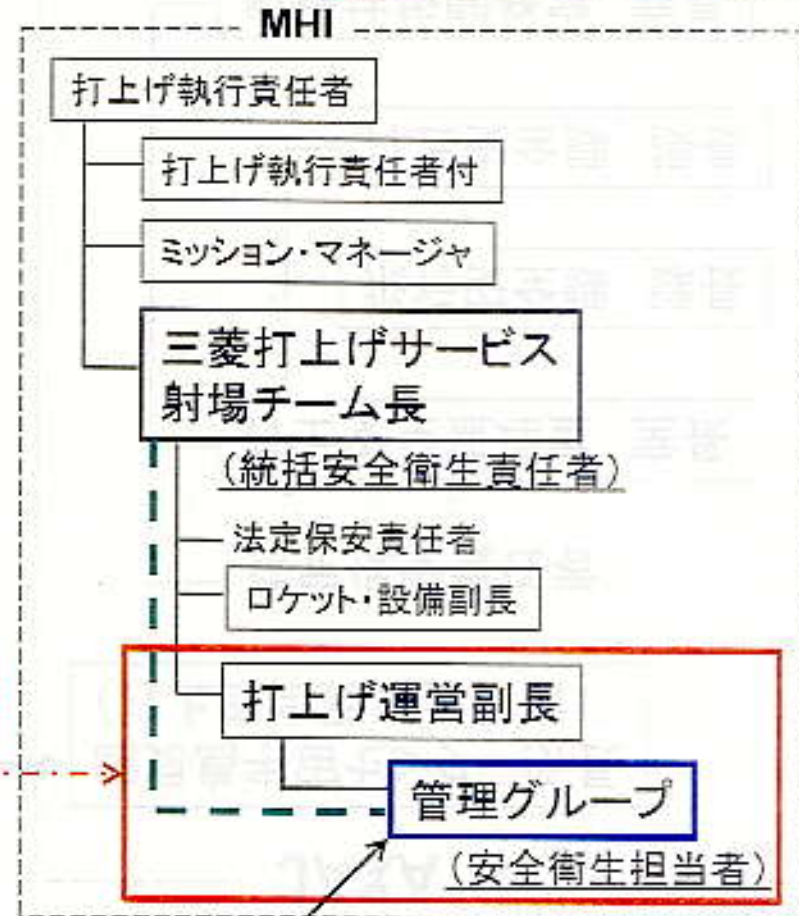 MHI
打上げ執行責任者
打上げ執行責任者付
ミッション・マネージャ
三菱打上げサービス
射場チーム長
(統括安全衛生責任者)
法定保安責任者
ロケット・設備副長
打上げ運営副長
管理グループ
(安全衛生担当者)